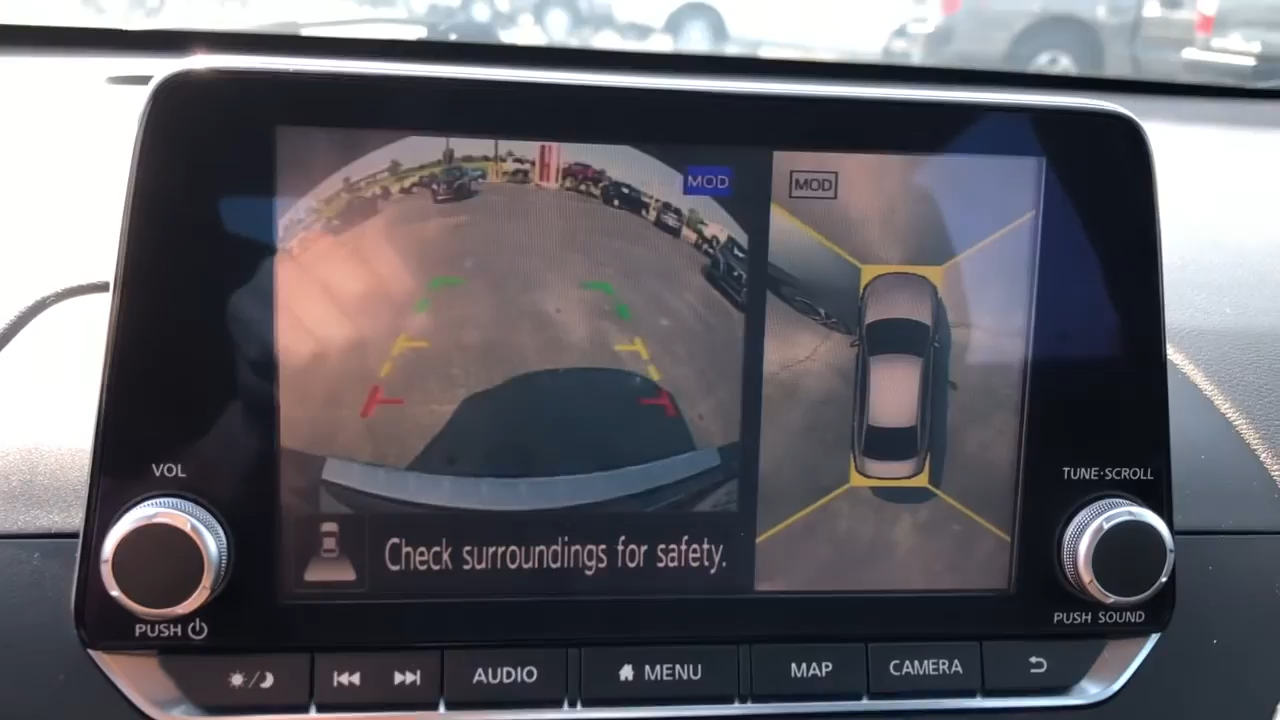 MOD
MOD
VOL
TUNE·SCROLL
Check surroundings for safety.
PUSH
PUSH SOUND
AUDIO
MENU
MAP
CAMERA